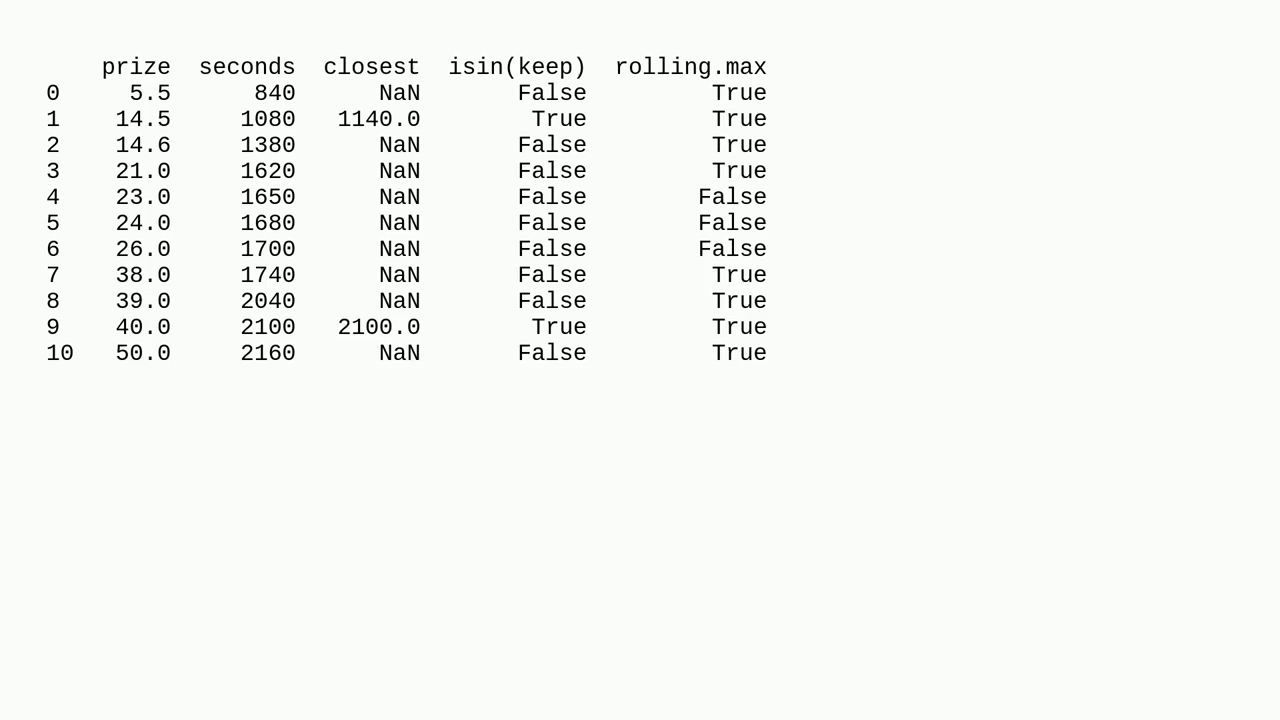 prize seconds closest isin(keep) rolling.max
0 5.5 840 NaN False True
1 14.5 1080 1140.0 True True
2 14.6 1380 NaN False True
3 21.0 1620 NaN False True
4 23.0 1650 NaN False False
5 24.0 1680 NaN False False
6 26.0 1700 NaN False False
7 38.0 1740 NaN False True
8 39.0 2040 NaN False True
9 40.0 2100 2100.0 True True
10 50.0 2160 NaN False True